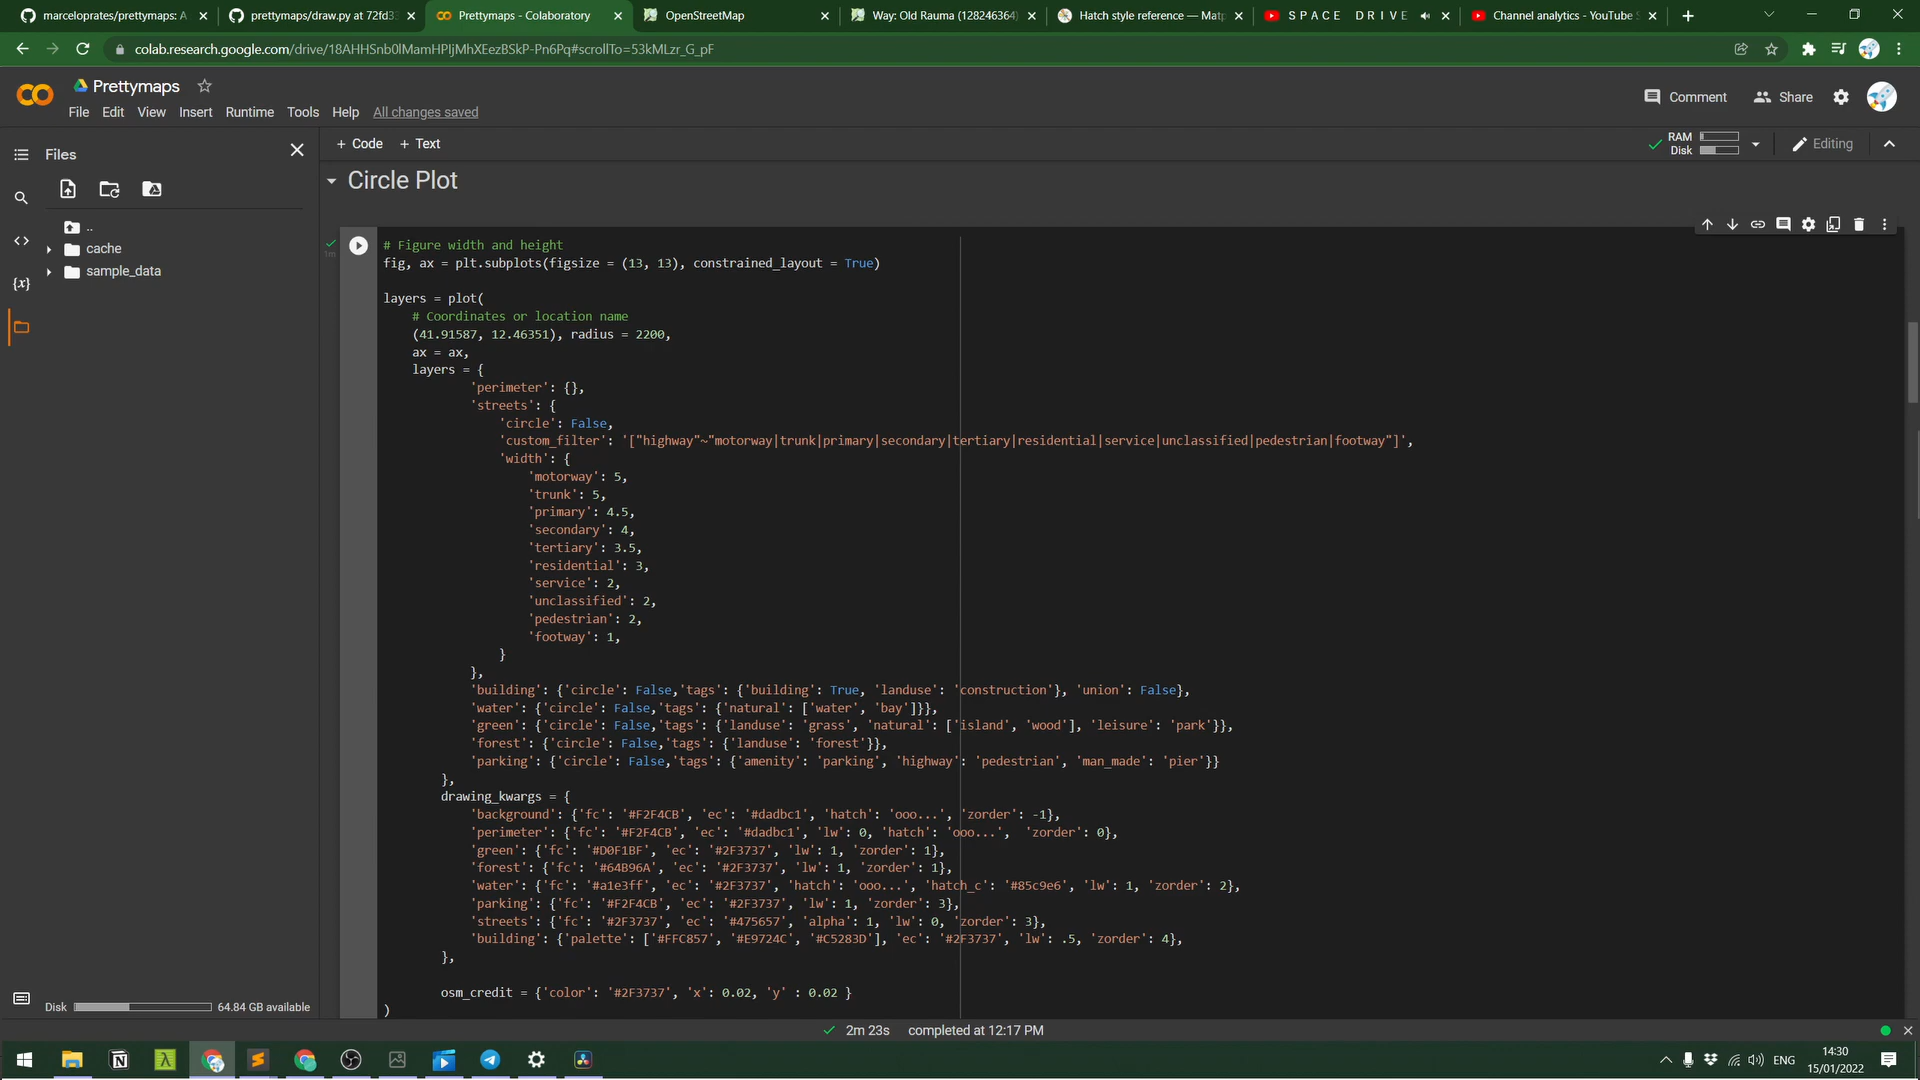 marceloprates/prettymaps: A
prettymaps/draw.py at 72fd33
Prettymaps - Colaboratory
OpenStreetMap
Way: Old Rauma (128246364)
Hatch style reference — Mat
S P A C E   D R I V E
Channel analytics - YouTube S
colab.research.google.com/drive/18AHHSnb0lMamHPIjMhXEezBSkP-Pn6Pq#scrollTo=53kMLzr_G_pF
Prettymaps
File Edit View Insert Runtime Tools Help All changes saved
Comment Share
Files
+ Code + Text
RAM
Disk
Editing
..
cache
sample_data
Circle Plot
1m
# Figure width and height
fig, ax = plt.subplots(figsize = (13, 13), constrained_layout = True)
layers = plot(
# Coordinates or location name
(41.91587, 12.46351), radius = 2200,
ax = ax,
layers = {
'perimeter': {},
'streets': {
'circle': False,
'custom_filter': '["highway"~"motorway|trunk|primary|secondary|tertiary|residential|service|unclassified|pedestrian|footway"]',
'width': {
'motorway': 5,
'trunk': 5,
'primary': 4.5,
'secondary': 4,
'tertiary': 3.5,
'residential': 3,
'service': 2,
'unclassified': 2,
'pedestrian': 2,
'footway': 1,
}
},
'building': {'circle': False,'tags': {'building': True, 'landuse': 'construction'}, 'union': False},
'water': {'circle': False,'tags': {'natural': ['water', 'bay']}},
'green': {'circle': False,'tags': {'landuse': 'grass', 'natural': ['island', 'wood'], 'leisure': 'park'}},
'forest': {'circle': False,'tags': {'landuse': 'forest'}},
'parking': {'circle': False,'tags': {'amenity': 'parking', 'highway': 'pedestrian', 'man_made': 'pier'}}
},
drawing_kwargs = {
'background': {'fc': '#F2F4CB', 'ec': '#dadbc1', 'hatch': 'ooo...', 'zorder': -1},
'perimeter': {'fc': '#F2F4CB', 'ec': '#dadbc1', 'lw': 0, 'hatch': 'ooo...',  'zorder': 0},
'green': {'fc': '#D0F1BF', 'ec': '#2F3737', 'lw': 1, 'zorder': 1},
'forest': {'fc': '#64B96A', 'ec': '#2F3737', 'lw': 1, 'zorder': 1},
'water': {'fc': '#a1e3ff', 'ec': '#2F3737', 'hatch': 'ooo...', 'hatch_c': '#85c9e6', 'lw': 1, 'zorder': 2},
'parking': {'fc': '#F2F4CB', 'ec': '#2F3737', 'lw': 1, 'zorder': 3},
'streets': {'fc': '#2F3737', 'ec': '#475657', 'alpha': 1, 'lw': 0, 'zorder': 3},
'building': {'palette': ['#FFC857', '#E9724C', '#C5283D'], 'ec': '#2F3737', 'lw': .5, 'zorder': 4},
},
osm_credit = {'color': '#2F3737', 'x': 0.02, 'y' : 0.02 }
)
Disk 64.84 GB available
2m 23s completed at 12:17 PM
ENG
14:30
15/01/2022